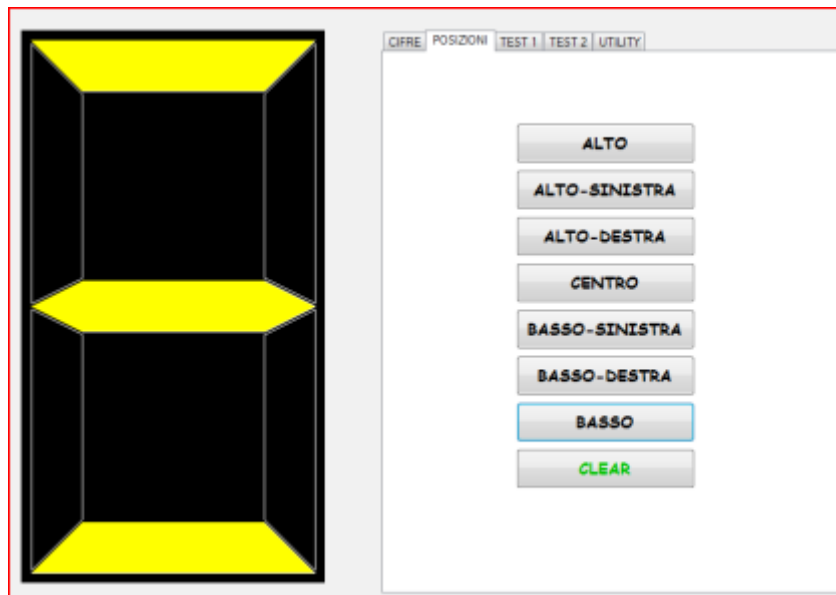 CIFRE POSIZIONI TEST 1 TEST 2 UTILITY
ALTO
ALTO-SINISTRA
ALTO-DESTRA
CENTRO
BASSO-SINISTRA
BASSO-DESTRA
BASSO
CLEAR